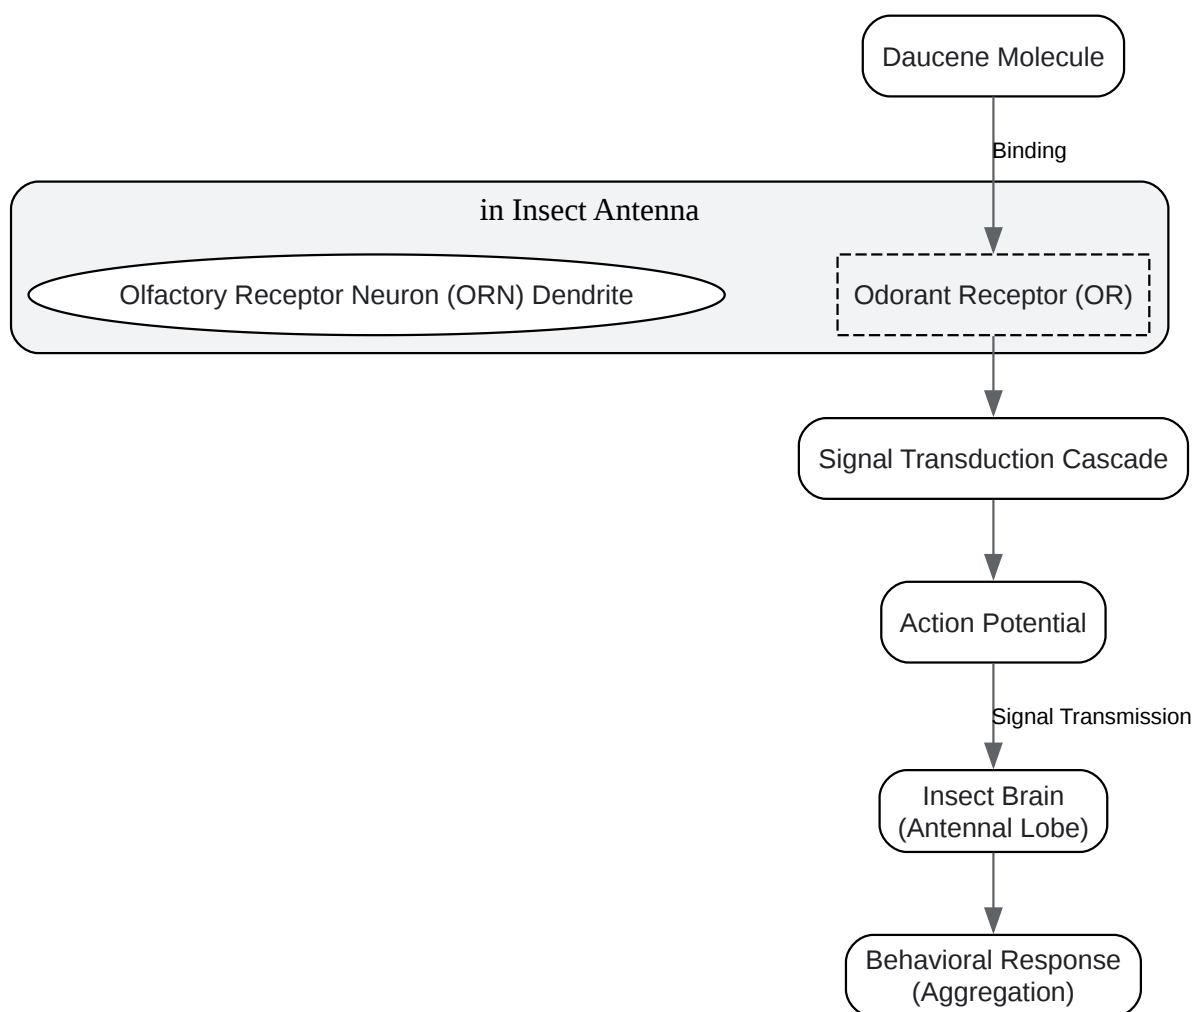 Daucene Molecule
Binding
in Insect Antenna
Olfactory Receptor Neuron (ORN) Dendrite
Odorant Receptor (OR)
Signal Transduction Cascade
Action Potential
Signal Transmission
Insect Brain
(Antennal Lobe)
Behavioral Response
(Aggregation)